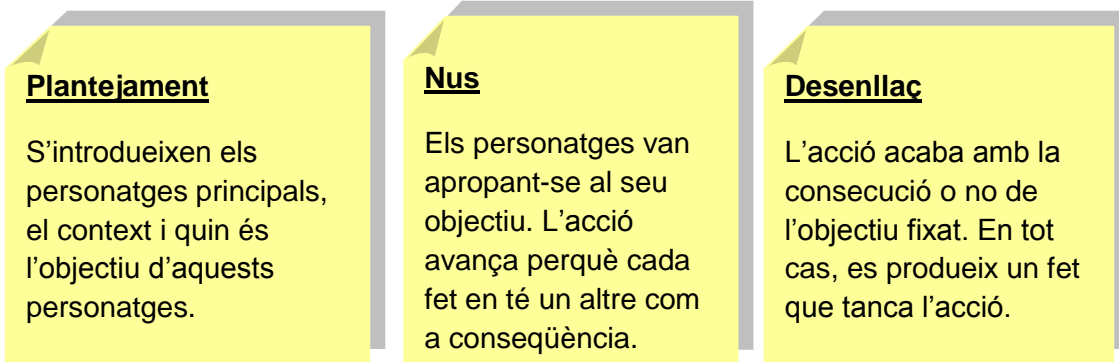 Plantejament
S’introdueixen els
personatges principals,
el context i quin és
l’objectiu d’aquests
personatges.
Nus
Els personatges van
apropant-se al seu
objectiu. L’acció
avança perquè cada
fet en té un altre com
a conseqüència.
Desenllaç
L’acció acaba amb la
consecució o no de
l’objectiu fixat. En tot
cas, es produeix un fet
que tanca l’acció.